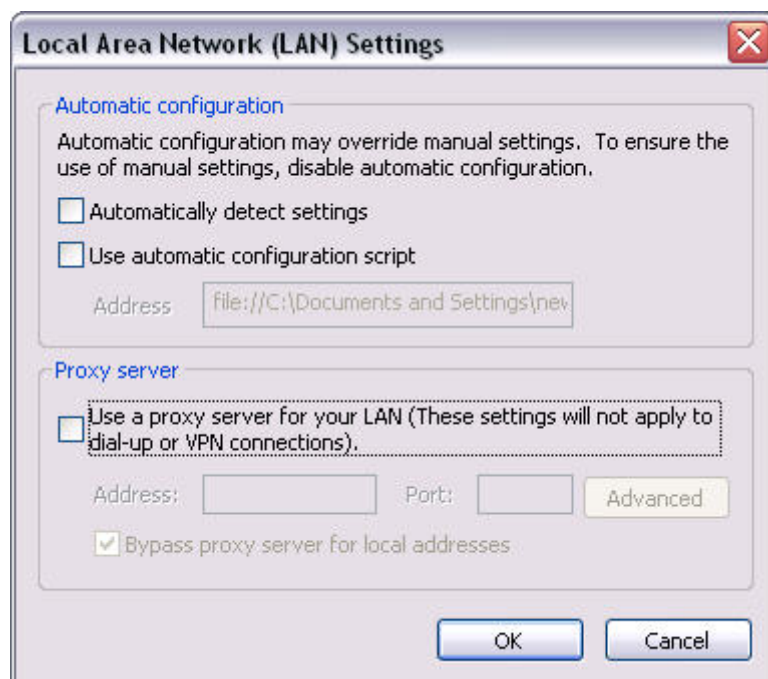 Local Area Network (LAN) Settings
Automatic configuration
Automatic configuration may override manual settings. To ensure the
use of manual settings, disable automatic configuration.
Automatically detect settings
Use automatic configuration script
Address file://C:\Documents and Settings\new
Proxy server
Use a proxy server for your LAN (These settings will not apply to
dial-up or VPN connections).
Address: Port: Advanced
Bypass proxy server for local addresses
OK Cancel